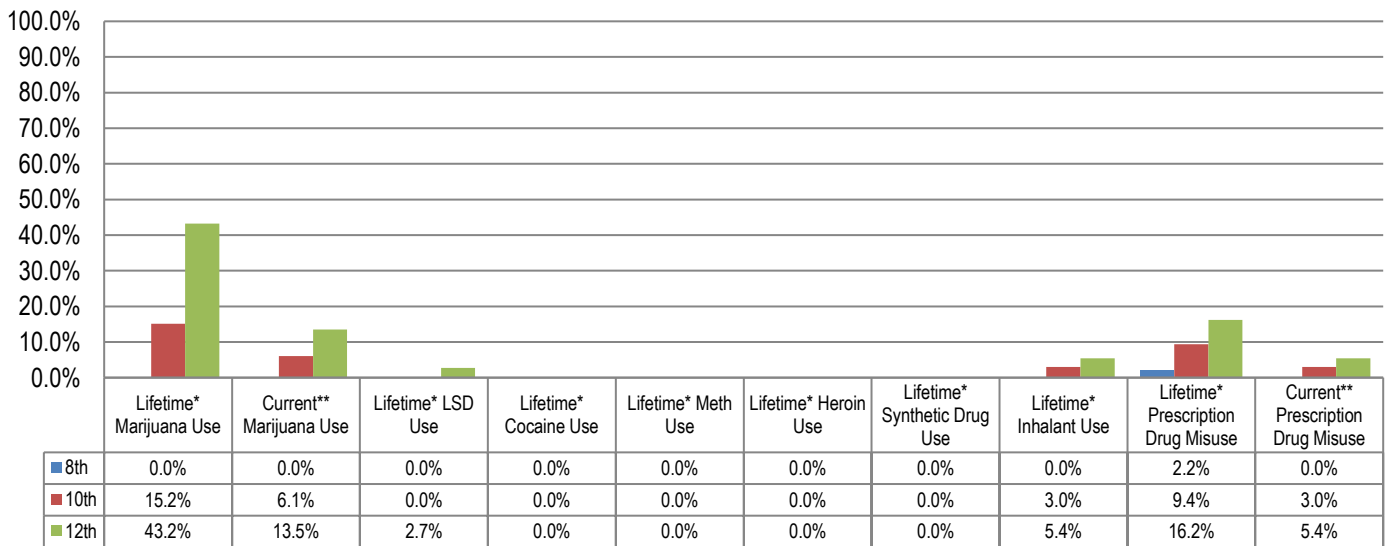 100.0%
90.0%
80.0%
70.0%
60.0%
50.0%
40.0%
30.0%
20.0%
10.0%
0.0%
Lifetime* Marijuana Use
Current** Marijuana Use
Lifetime* LSD Use
Lifetime* Cocaine Use
Lifetime* Meth Use
Lifetime* Heroin Use
Lifetime* Synthetic Drug Use
Lifetime* Inhalant Use
Lifetime* Prescription Drug Misuse
Current** Prescription Drug Misuse
8th 0.0% 0.0% 0.0% 0.0% 0.0% 0.0% 0.0% 0.0% 2.2% 0.0%
10th 15.2% 6.1% 0.0% 0.0% 0.0% 0.0% 0.0% 3.0% 9.4% 3.0%
12th 43.2% 13.5% 2.7% 0.0% 0.0% 0.0% 0.0% 5.4% 16.2% 5.4%